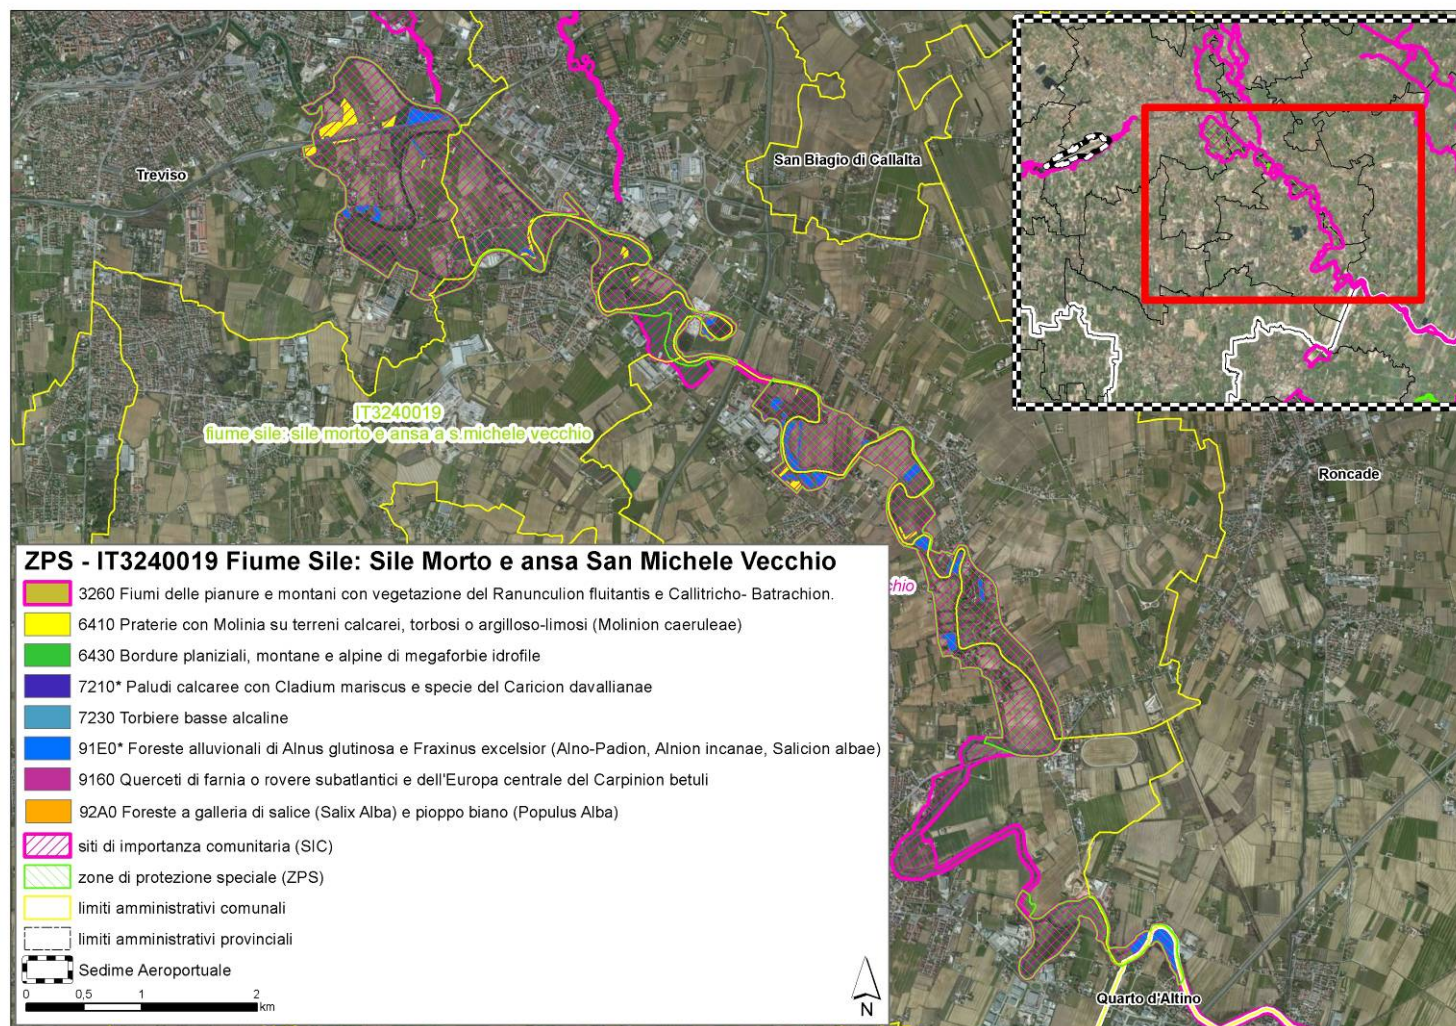 Treviso
San Biagio di Callalta
IT3240019
fiume sile: sile morto e ansa a s.michele vecchio
Roncade
chio
Quarto d'Altino
ZPS - IT3240019 Fiume Sile: Sile Morto e ansa San Michele Vecchio
3260 Fiumi delle pianure e montani con vegetazione del Ranunculion fluitantis e Callitricho- Batrachion.
6410 Praterie con Molinia su terreni calcarei, torbosi o argilloso-limosi (Molinion caeruleae)
6430 Bordure planiziali, montane e alpine di megaforbie idrofile
7210* Paludi calcaree con Cladium mariscus e specie del Caricion davallianae
7230 Torbiere basse alcaline
91E0* Foreste alluvionali di Alnus glutinosa e Fraxinus excelsior (Alno-Padion, Alnion incanae, Salicion albae)
9160 Querceti di farnia o rovere subatlantici e dell'Europa centrale del Carpinion betuli
92A0 Foreste a galleria di salice (Salix Alba) e pioppo biano (Populus Alba)
siti di importanza comunitaria (SIC)
zone di protezione speciale (ZPS)
limiti amministrativi comunali
limiti amministrativi provinciali
Sedime Aeroportuale
0 0,5 1 2
km
N